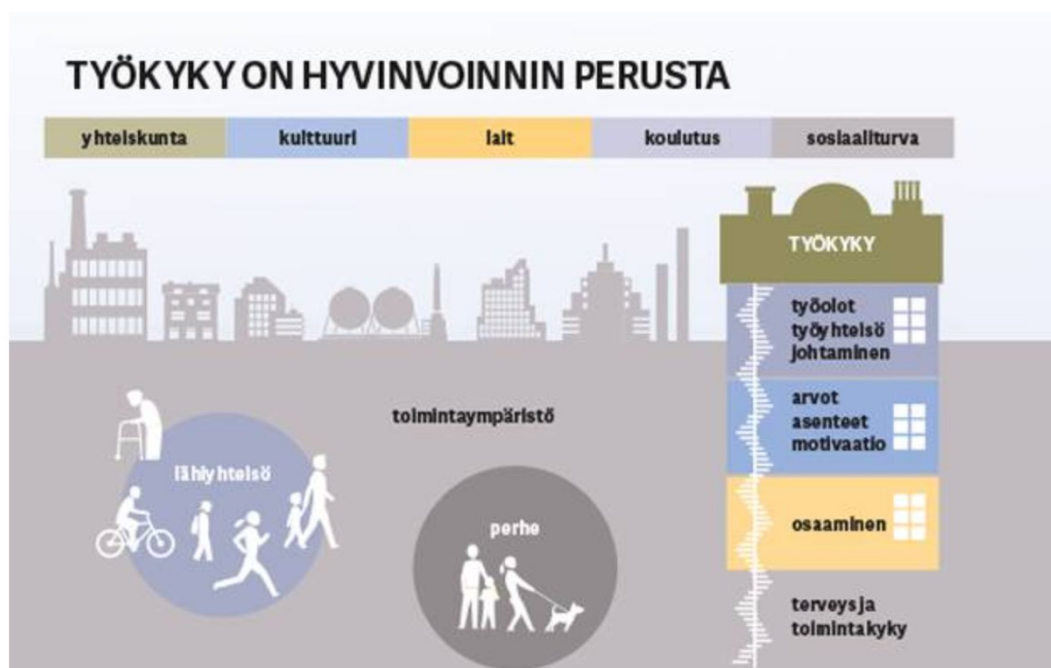 TYÖKYKY ON HYVINVOINNIN PERUSTA
yhteiskunta kulttuuri lait koulutus sosiaaliturva
TYÖKYKY
työolot
työyhteisö
johtaminen
arvot
asenteet
motivaatio
toimintaympäristö
lähiyhteisö
perhe
osaaminen
terveys ja
toimintakyky